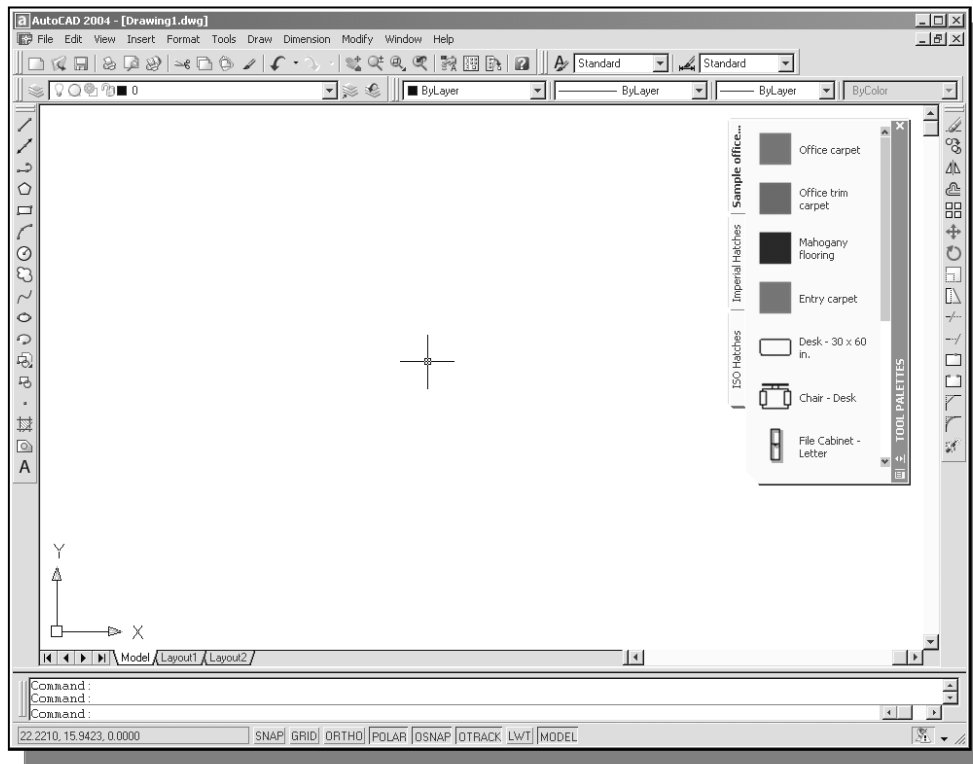 AutoCAD 2004 - [Drawing1.dwg]
File Edit View Insert Format Tools Draw Dimension Modify Window Help
Standard Standard
0 ByLayer ByLayer ByLayer ByColor
Sample office...
Imperial Hatches
ISO Hatches
Office carpet
Office trim
carpet
Mahogany
flooring
Entry carpet
Desk - 30 x 60
in.
Chair - Desk
File Cabinet -
Letter
TOOL PALETTES
A
Y
X
Model Layout1 Layout2
Command:
Command:
Command:
22.2210, 15.9423, 0.0000 SNAP GRID ORTHO POLAR OSNAP OTRACK LWT MODEL